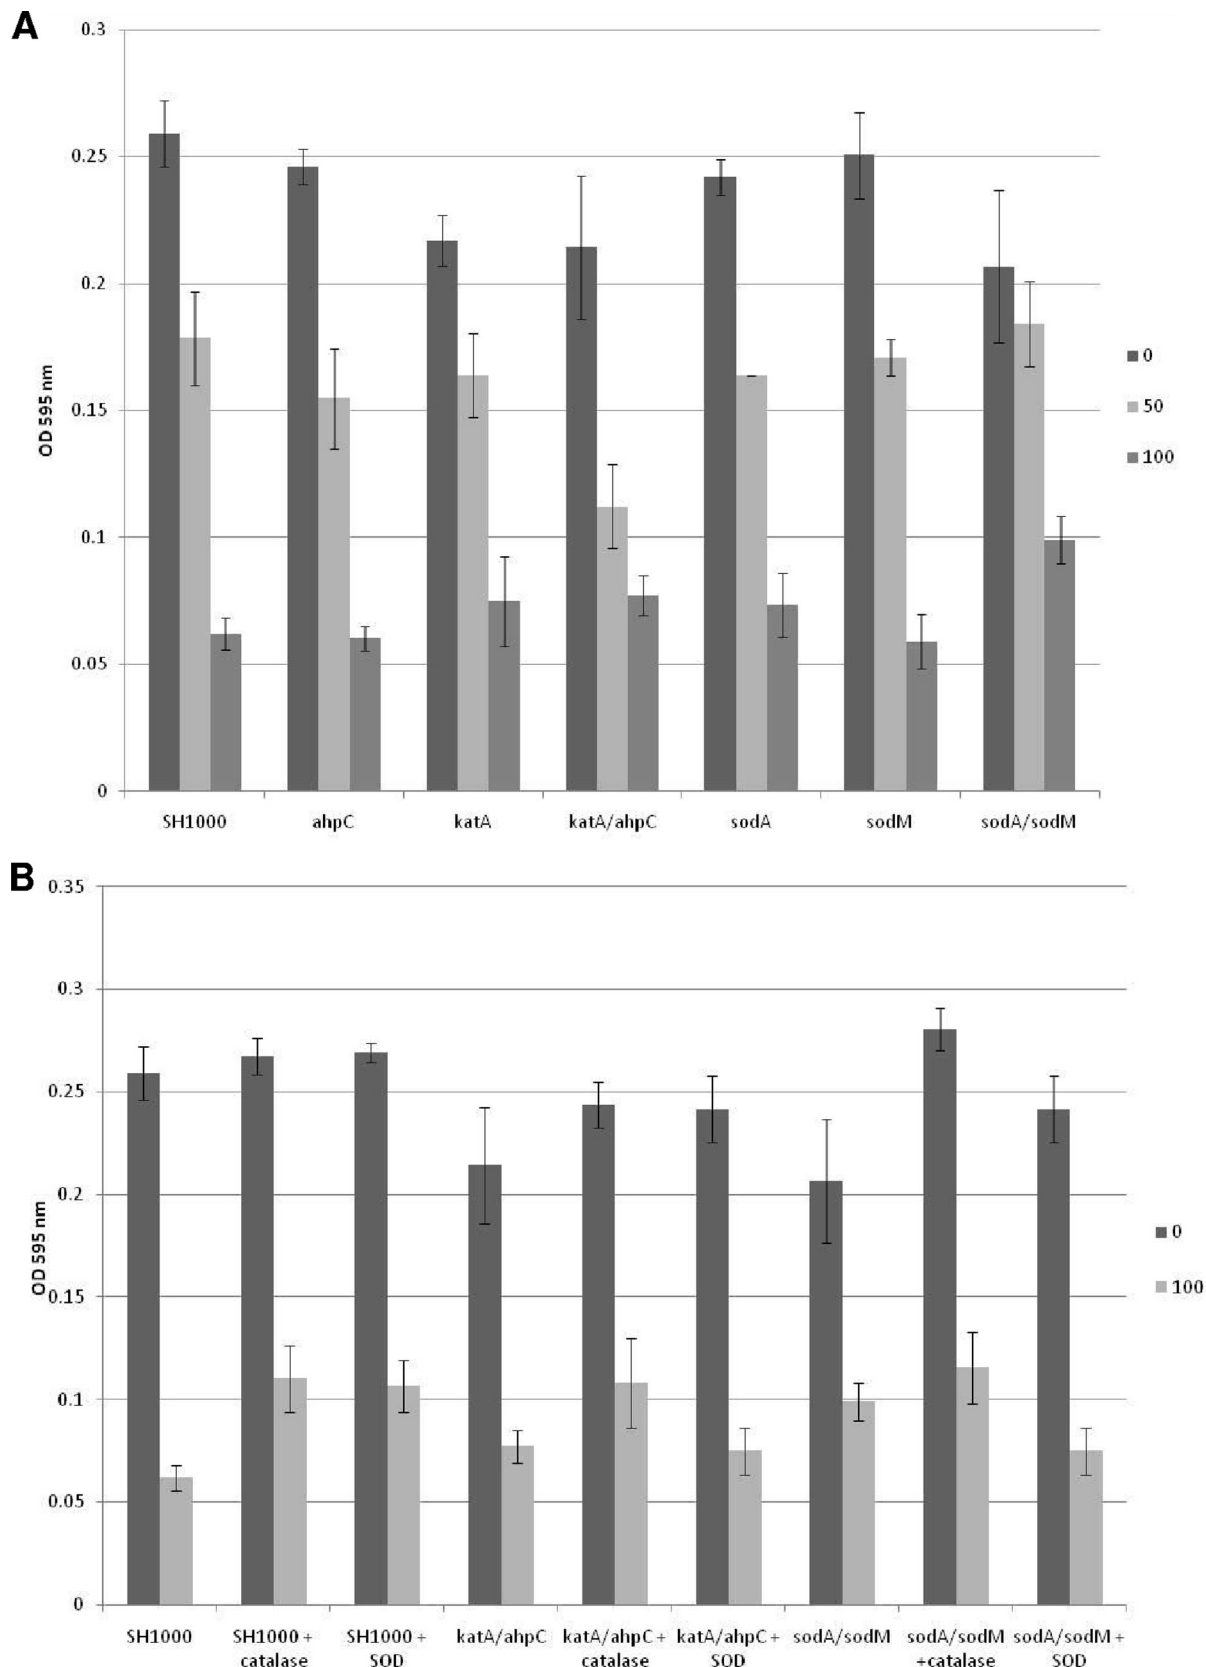 A
0.3
0.25
0.2
0.15
0.1
0.05
0
OD 595 nm
SH1000 ahpC katA katA/ahpC sodA sodM sodA/sodM
0
50
100
B
0.35
0.3
0.25
0.2
0.15
0.1
0.05
0
OD 595 nm
SH1000 SH1000 + SH1000 + katA/ahpC katA/ahpC + katA/ahpC + sodA/sodM sodA/sodM sodA/sodM +
catalase SOD catalase SOD +catalase SOD
0
100